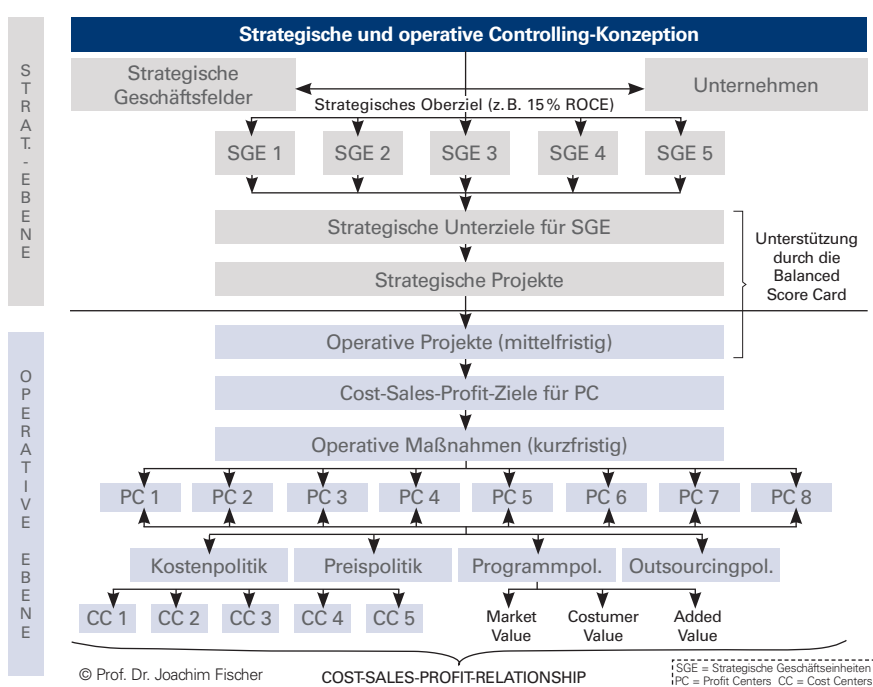 Strategische und operative Controlling-Konzeption
STRAT.-EBENE
Strategische
Geschäftsfelder
Unternehmen
Strategisches Oberziel (z. B. 15 % ROCE)
SGE 1 SGE 2 SGE 3 SGE 4 SGE 5
Strategische Unterziele für SGE
Strategische Projekte
Unterstützung
durch die
Balanced
Score Card
OPERATIVE EBENE
Operative Projekte (mittelfristig)
Cost-Sales-Profit-Ziele für PC
Operative Maßnahmen (kurzfristig)
PC 1 PC 2 PC 3 PC 4 PC 5 PC 6 PC 7 PC 8
Kostenpolitik Preispolitik Programmpol. Outsourcingpol.
CC 1 CC 2 CC 3 CC 4 CC 5
Market
Value
Costumer
Value
Added
Value
© Prof. Dr. Joachim Fischer
COST-SALES-PROFIT-RELATIONSHIP
SGE = Strategische Geschäftseinheiten
PC = Profit Centers CC = Cost Centers